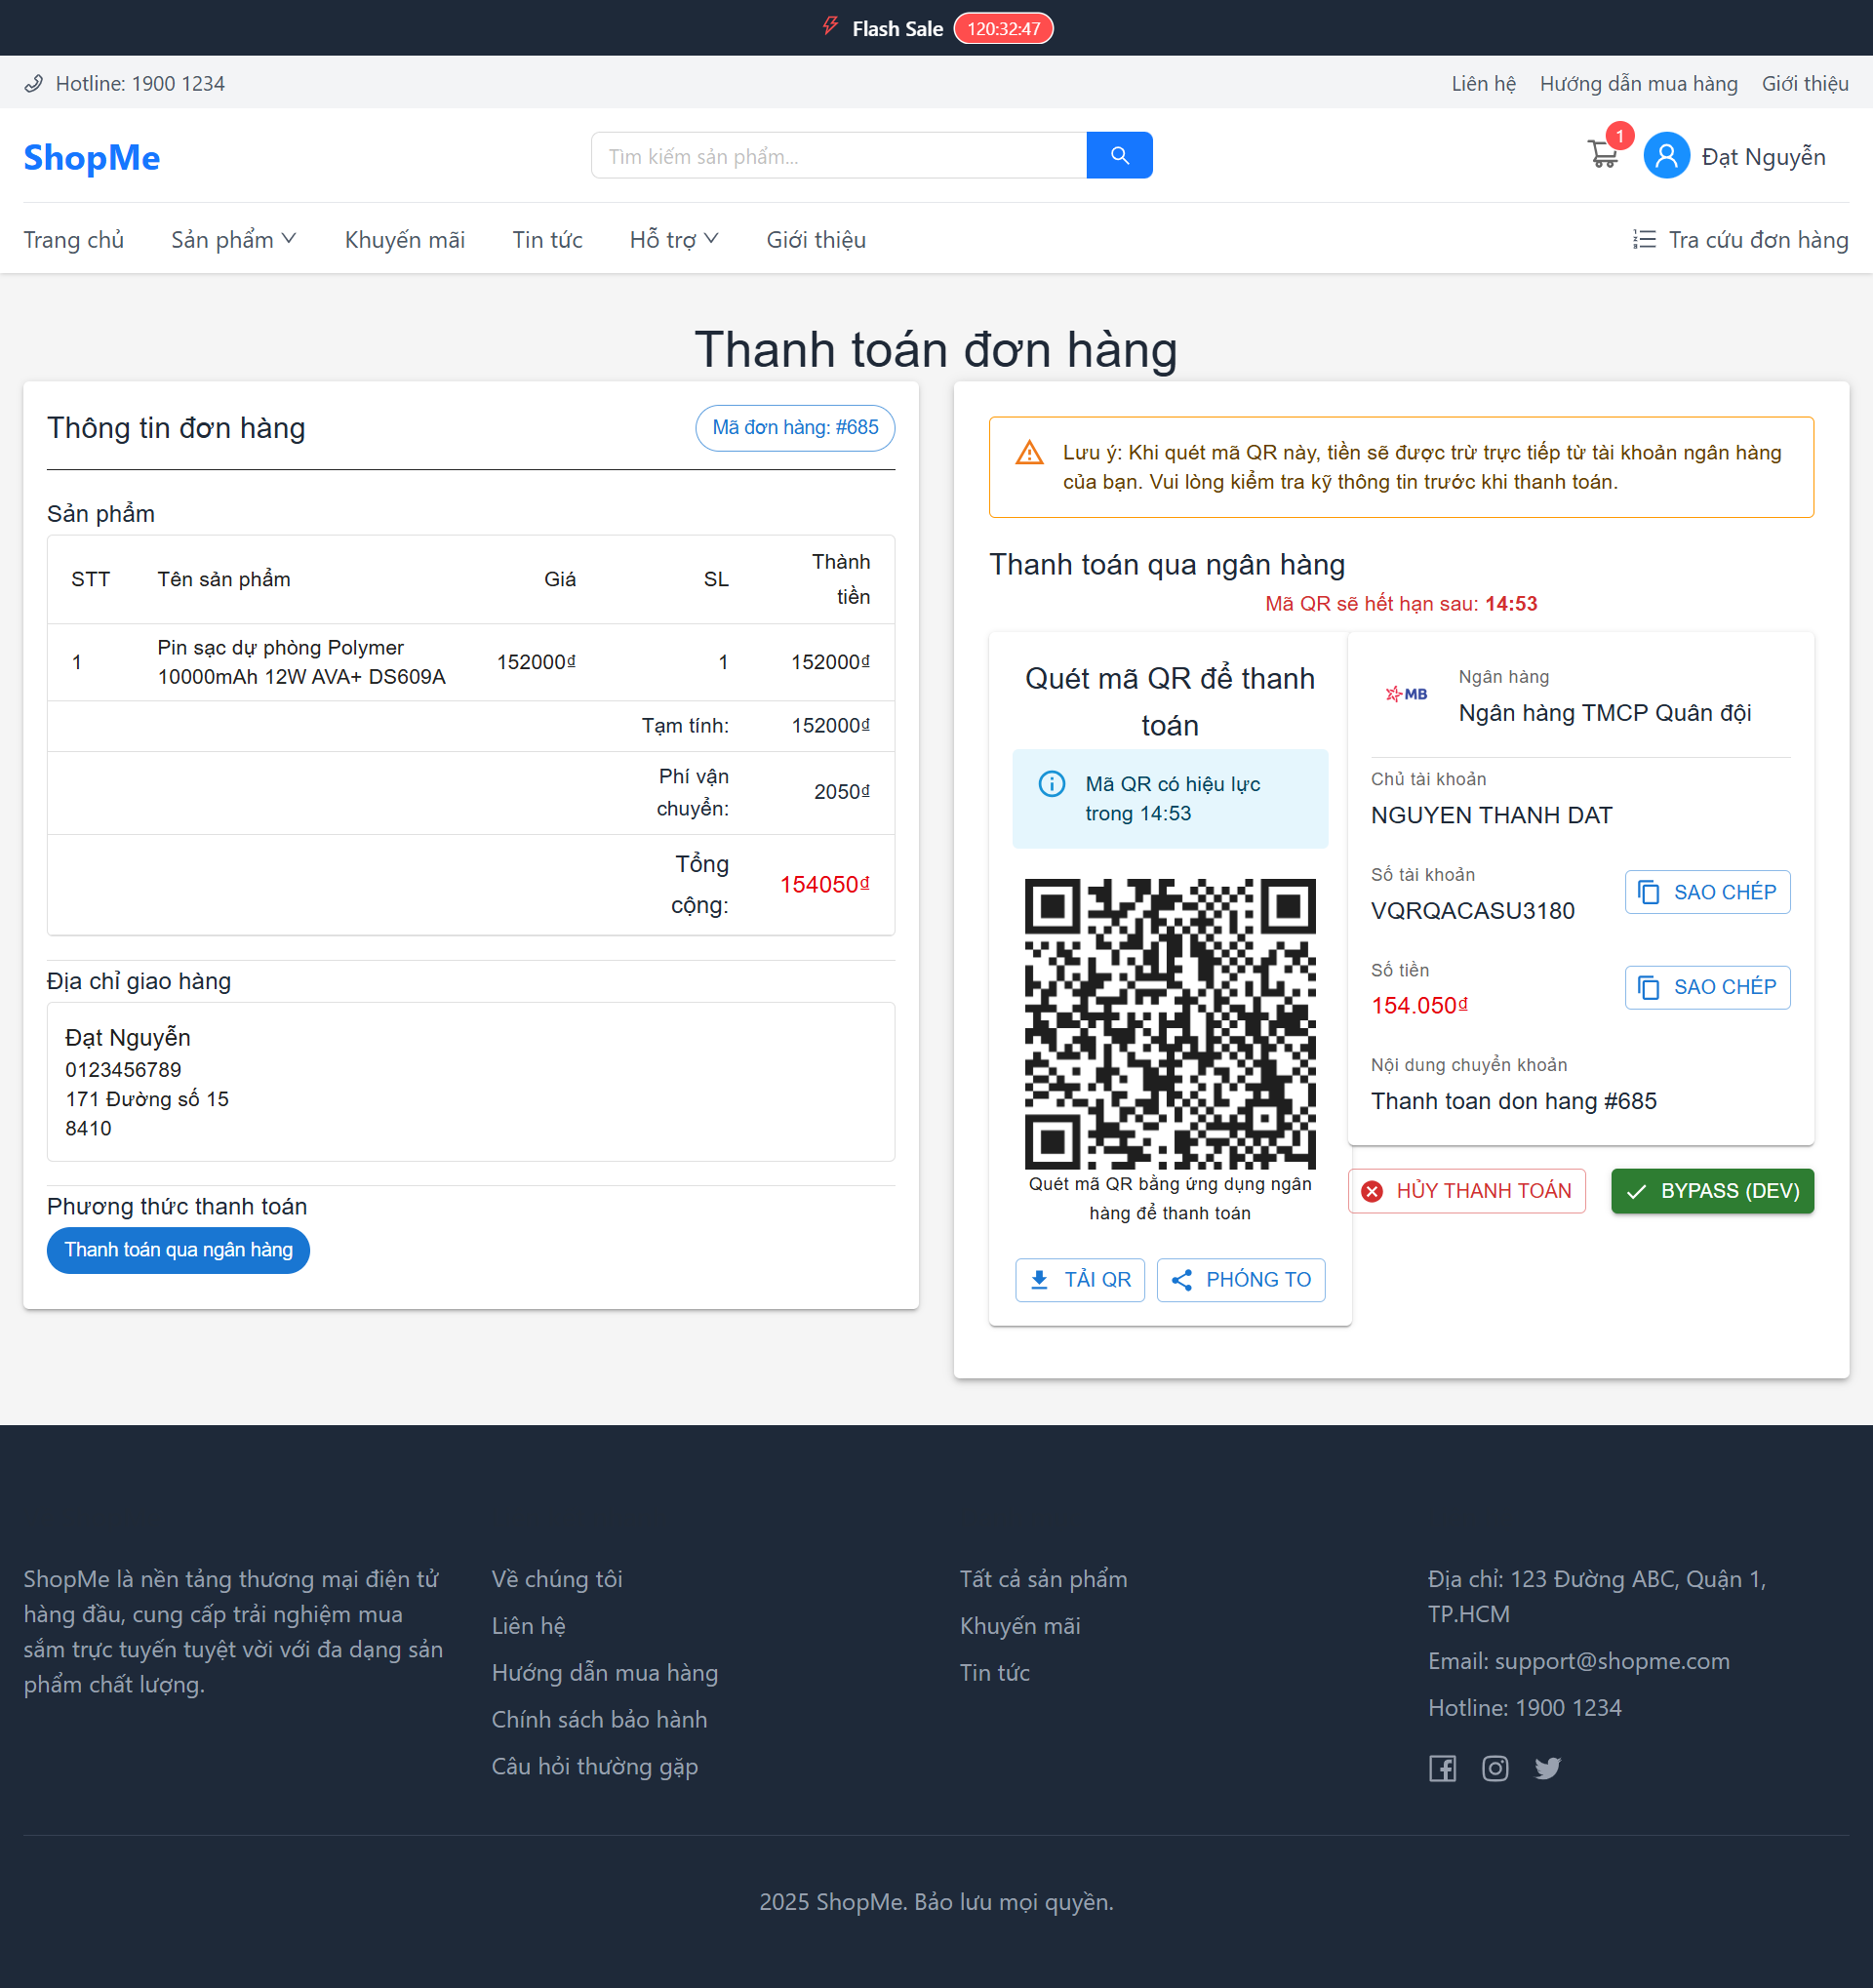 Flash Sale 120:32:47
Hotline: 1900 1234
Liên hệ Hướng dẫn mua hàng Giới thiệu
ShopMe
Tìm kiếm sản phẩm...
1
Đạt Nguyễn
Trang chủ Sản phẩm Khuyến mãi Tin tức Hỗ trợ Giới thiệu
Tra cứu đơn hàng
Thanh toán đơn hàng
Thông tin đơn hàng
Mã đơn hàng: #685
Sản phẩm
STT Tên sản phẩm Giá SL Thành
tiền
1 Pin sạc dự phòng Polymer
10000mAh 12W AVA+ DS609A 152000₫ 1 152000₫
Tạm tính: 152000₫
Phí vận
chuyển: 2050₫
Tổng
cộng: 154050₫
Địa chỉ giao hàng
Đạt Nguyễn
0123456789
171 Đường số 15
8410
Phương thức thanh toán
Thanh toán qua ngân hàng
Lưu ý: Khi quét mã QR này, tiền sẽ được trừ trực tiếp từ tài khoản ngân hàng
của bạn. Vui lòng kiểm tra kỹ thông tin trước khi thanh toán.
Thanh toán qua ngân hàng
Mã QR sẽ hết hạn sau: 14:53
Quét mã QR để thanh
toán
Mã QR có hiệu lực
trong 14:53
Quét mã QR bằng ứng dụng ngân
hàng để thanh toán
TẢI QR
PHÓNG TO
MB
Ngân hàng
Ngân hàng TMCP Quân đội
Chủ tài khoản
NGUYEN THANH DAT
Số tài khoản
VQRQACASU3180
SAO CHÉP
Số tiền
154.050₫
SAO CHÉP
Nội dung chuyển khoản
Thanh toan don hang #685
HỦY THANH TOÁN
BYPASS (DEV)
ShopMe là nền tảng thương mại điện tử
hàng đầu, cung cấp trải nghiệm mua
sắm trực tuyến tuyệt vời với đa dạng sản
phẩm chất lượng.
Về chúng tôi
Liên hệ
Hướng dẫn mua hàng
Chính sách bảo hành
Câu hỏi thường gặp
Tất cả sản phẩm
Khuyến mãi
Tin tức
Địa chỉ: 123 Đường ABC, Quận 1,
TP.HCM
Email: support@shopme.com
Hotline: 1900 1234
2025 ShopMe. Bảo lưu mọi quyền.